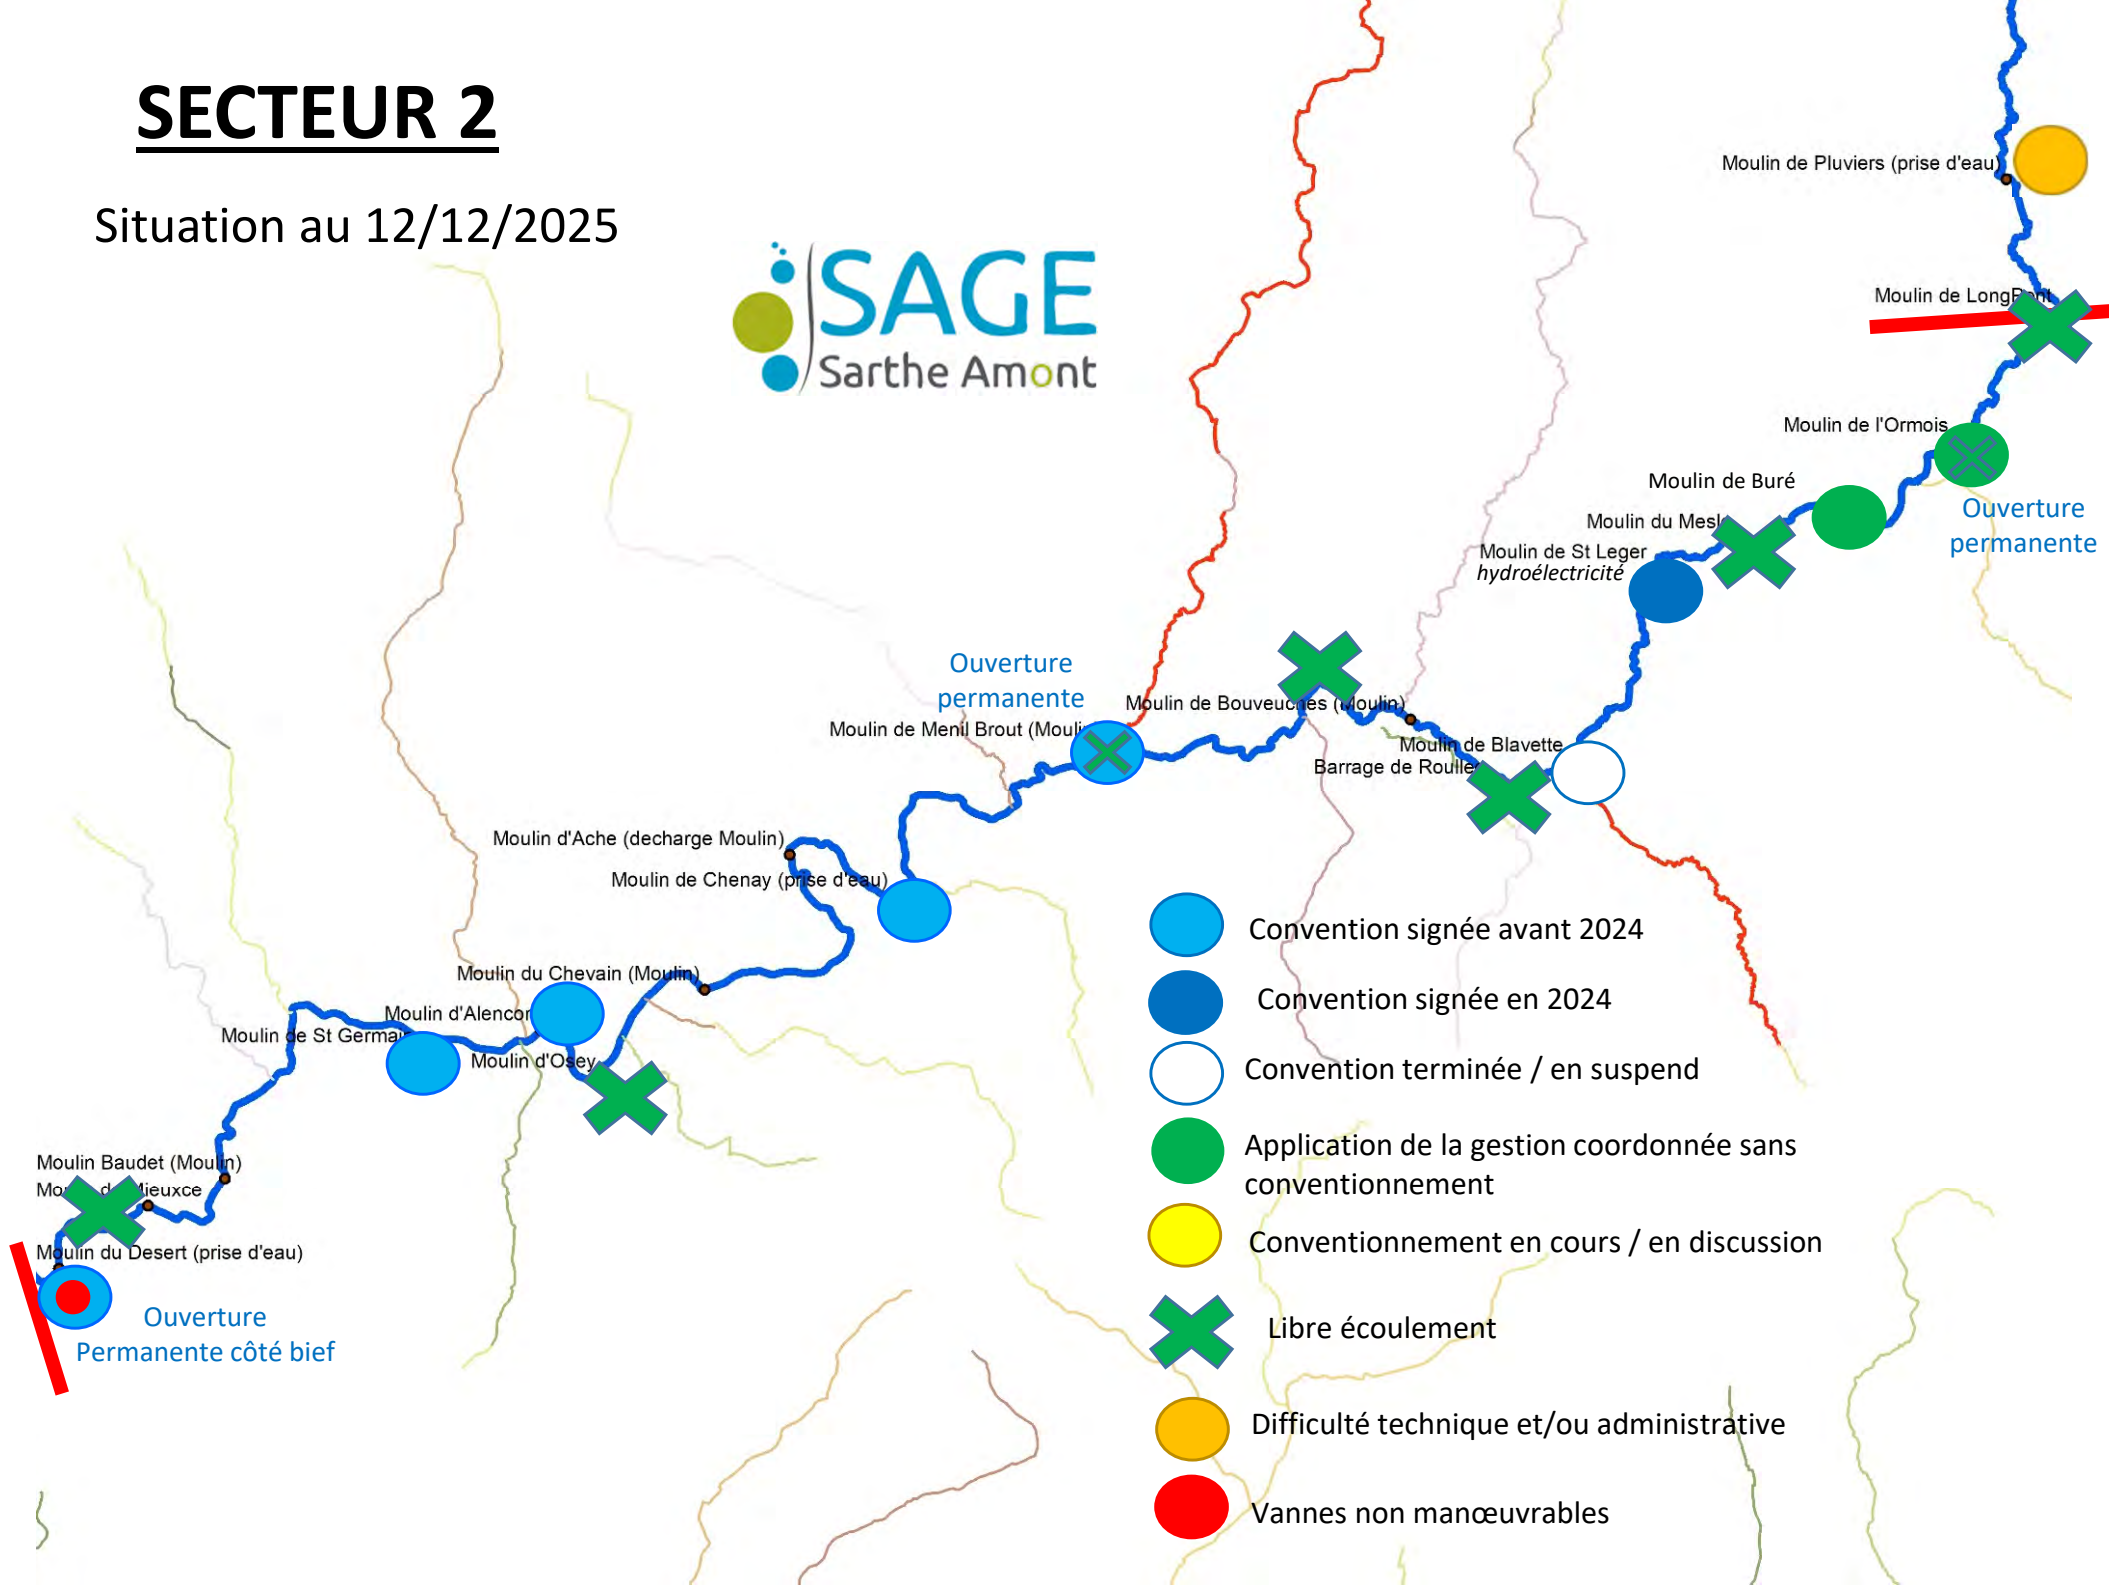 SECTEUR 2
Situation au 12/12/2025
SAGE
Sarthe Amont
Moulin de Pluviers (prise d'eau)
Moulin de Long
Moulin de l'Ormois
Ouverture
permanente
Moulin de Buré
Moulin du Mesl
Moulin de St Leger
hydroélectricité
Ouverture
permanente
Moulin de Bouveuches (Moulin)
Moulin de Menil Brout (Mouli
Moulin de Blavette
Barrage de Roulle
Moulin d'Ache (decharge Moulin)
Moulin de Chenay (prise d'eau)
Moulin du Chevain (Moulin)
Moulin d'Alencon
Moulin de St Germai
Moulin d'Osey
Moulin Baudet (Moulin)
Mieuxce
Moulin du Desert (prise d'eau)
Ouverture
Permanente côté bief
Convention signée avant 2024
Convention signée en 2024
Convention terminée / en suspend
Application de la gestion coordonnée sans
conventionnement
Conventionnement en cours / en discussion
Libre écoulement
Difficulté technique et/ou administrative
Vannes non manœuvrables